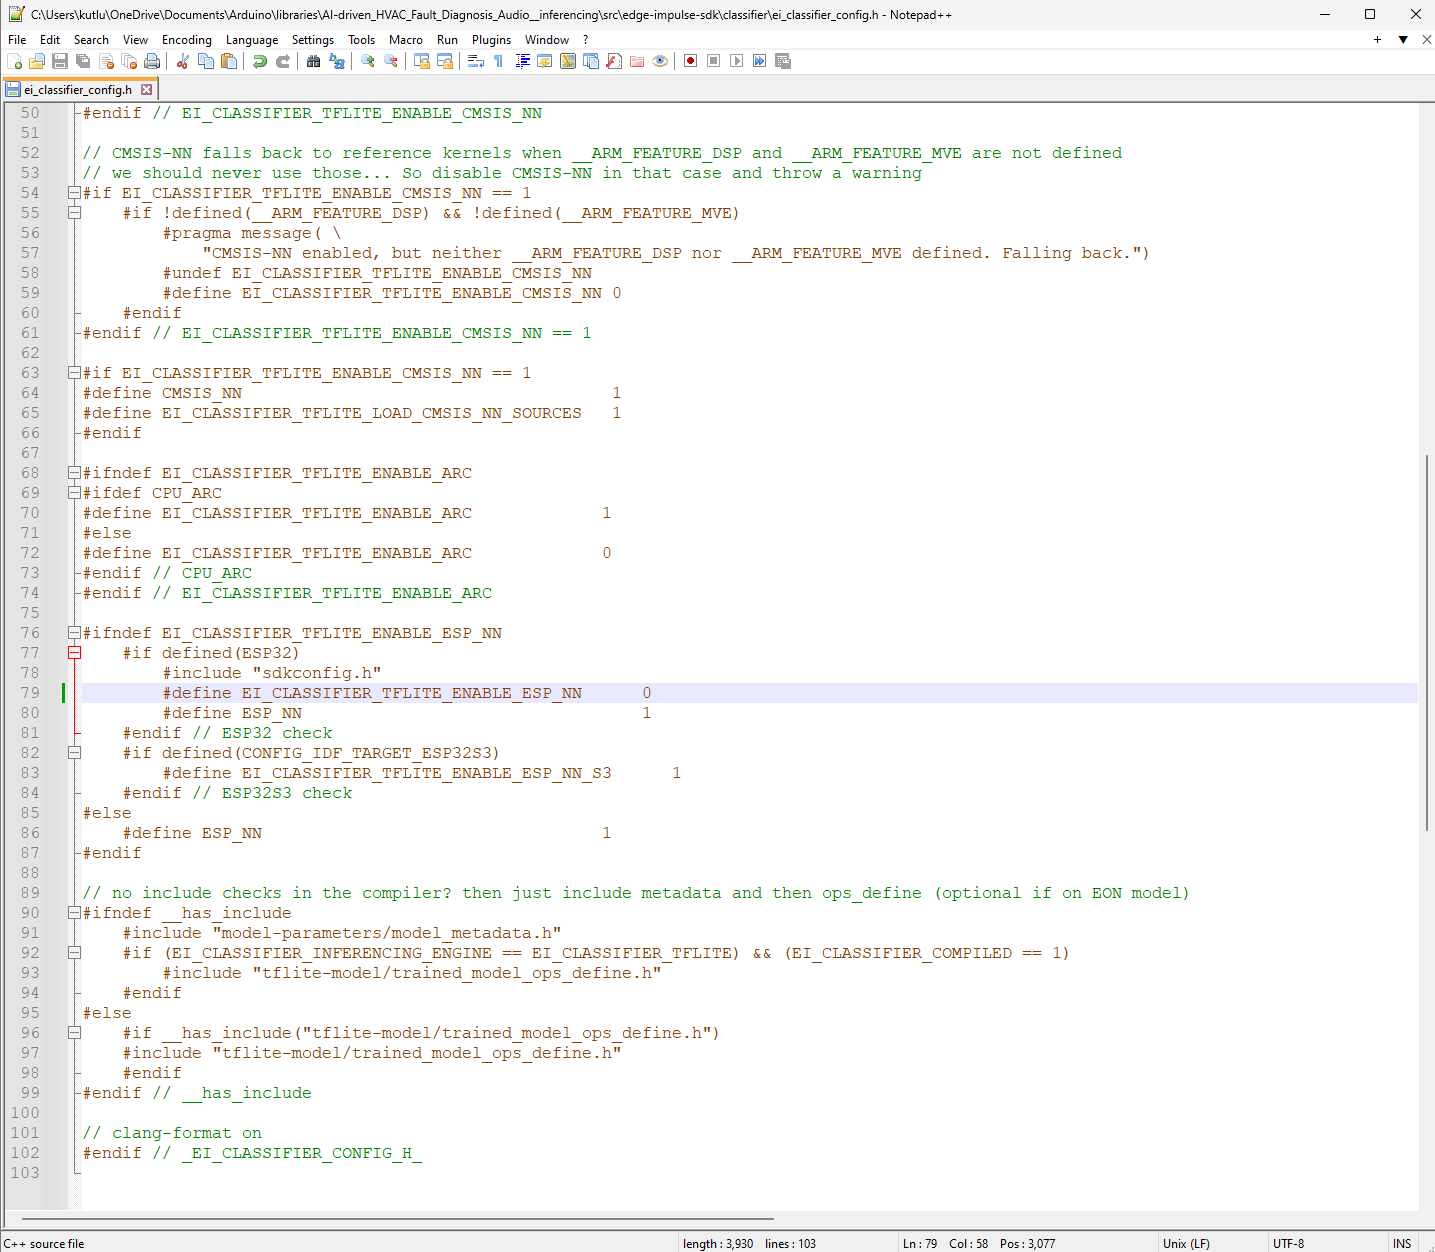 C:\Users\kutlu\OneDrive\Documents\Arduino\libraries\AI-driven_HVAC_Fault_Diagnosis_Audio__inferencing\src\edge-impulse-sdk\classifier\ei_classifier_config.h - Notepad++
File Edit Search View Encoding Language Settings Tools Macro Run Plugins Window ?
ei_classifier_config.h
50 #endif // EI_CLASSIFIER_TFLITE_ENABLE_CMSIS_NN
51
52 // CMSIS-NN falls back to reference kernels when __ARM_FEATURE_DSP and __ARM_FEATURE_MVE are not defined
53 // we should never use those... So disable CMSIS-NN in that case and throw a warning
54 #if EI_CLASSIFIER_TFLITE_ENABLE_CMSIS_NN == 1
55     #if !defined(__ARM_FEATURE_DSP) && !defined(__ARM_FEATURE_MVE)
56         #pragma message( \
57             "CMSIS-NN enabled, but neither __ARM_FEATURE_DSP nor __ARM_FEATURE_MVE defined. Falling back.")
58         #undef EI_CLASSIFIER_TFLITE_ENABLE_CMSIS_NN
59         #define EI_CLASSIFIER_TFLITE_ENABLE_CMSIS_NN 0
60     #endif
61 #endif // EI_CLASSIFIER_TFLITE_ENABLE_CMSIS_NN == 1
62
63 #if EI_CLASSIFIER_TFLITE_ENABLE_CMSIS_NN == 1
64 #define CMSIS_NN                                     1
65 #define EI_CLASSIFIER_TFLITE_LOAD_CMSIS_NN_SOURCES   1
66 #endif
67
68 #ifndef EI_CLASSIFIER_TFLITE_ENABLE_ARC
69 #ifdef CPU_ARC
70 #define EI_CLASSIFIER_TFLITE_ENABLE_ARC             1
71 #else
72 #define EI_CLASSIFIER_TFLITE_ENABLE_ARC             0
73 #endif // CPU_ARC
74 #endif // EI_CLASSIFIER_TFLITE_ENABLE_ARC
75
76 #ifndef EI_CLASSIFIER_TFLITE_ENABLE_ESP_NN
77     #if defined(ESP32)
78         #include "sdkconfig.h"
79         #define EI_CLASSIFIER_TFLITE_ENABLE_ESP_NN      0
80         #define ESP_NN                                  1
81     #endif // ESP32 check
82     #if defined(CONFIG_IDF_TARGET_ESP32S3)
83         #define EI_CLASSIFIER_TFLITE_ENABLE_ESP_NN_S3      1
84     #endif // ESP32S3 check
85 #else
86     #define ESP_NN                                  1
87 #endif
88
89 // no include checks in the compiler? then just include metadata and then ops_define (optional if on EON model)
90 #ifndef __has_include
91     #include "model-parameters/model_metadata.h"
92     #if (EI_CLASSIFIER_INFERENCING_ENGINE == EI_CLASSIFIER_TFLITE) && (EI_CLASSIFIER_COMPILED == 1)
93         #include "tflite-model/trained_model_ops_define.h"
94     #endif
95 #else
96     #if __has_include("tflite-model/trained_model_ops_define.h")
97     #include "tflite-model/trained_model_ops_define.h"
98     #endif
99 #endif // __has_include
100
101 // clang-format on
102 #endif // _EI_CLASSIFIER_CONFIG_H_
103
C++ source file length : 3,930 lines : 103 Ln : 79 Col : 58 Pos : 3,077 Unix (LF) UTF-8 INS